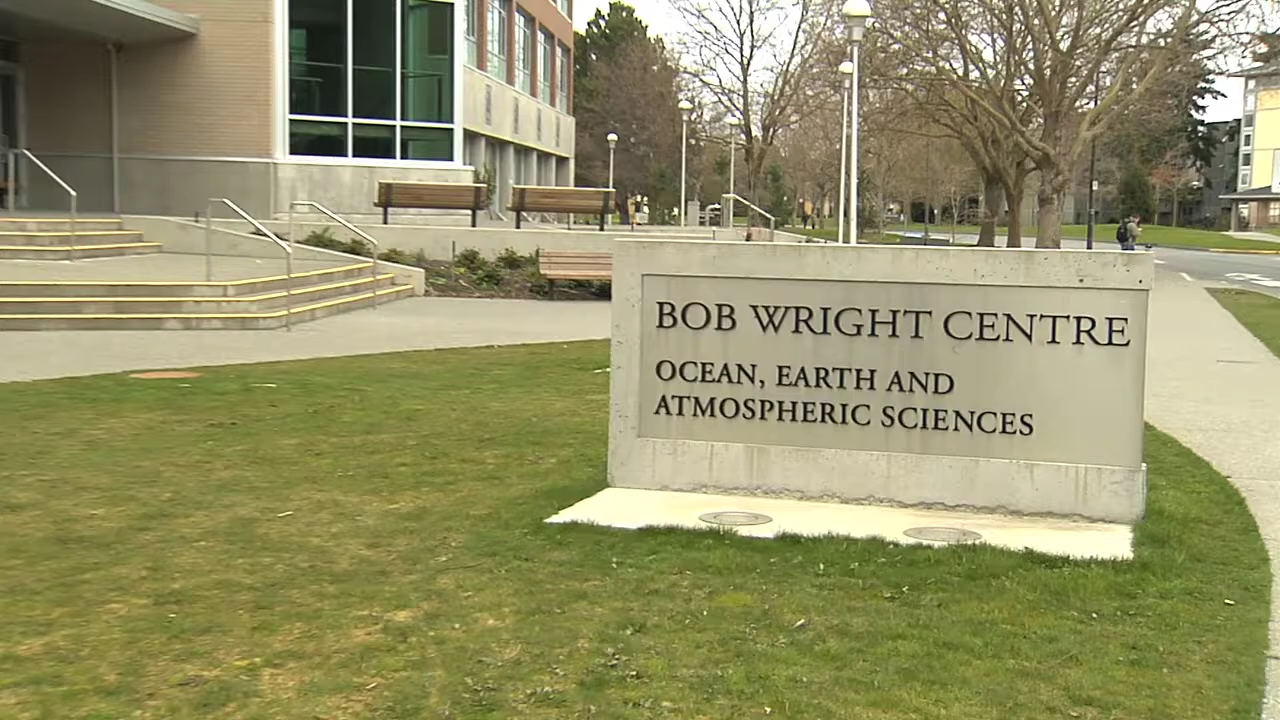 BOB WRIGHT CENTRE
OCEAN, EARTH AND
ATMOSPHERIC SCIENCES